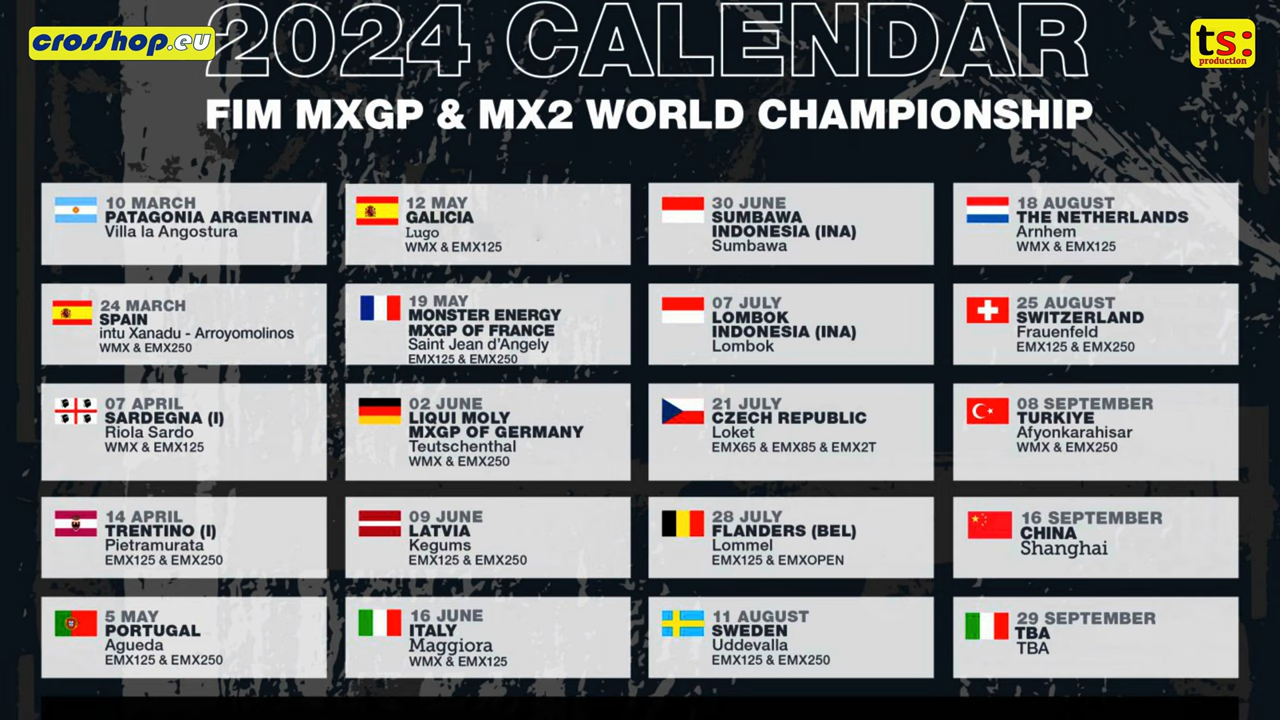 crosshop.eu
2024 CALENDAR
ts:
production
FIM MXGP & MX2 WORLD CHAMPIONSHIP
10 MARCH
PATAGONIA ARGENTINA
Villa la Angostura
24 MARCH
SPAIN
intu Xanadu - Arroyomolinos
WMX & EMX250
07 APRIL
SARDEGNA (I)
Riola Sardo
WMX & EMX125
14 APRIL
TRENTINO (I)
Pietramurata
EMX125 & EMX250
5 MAY
PORTUGAL
Agueda
EMX125 & EMX250
12 MAY
GALICIA
Lugo
WMX & EMX125
19 MAY
MONSTER ENERGY
MXGP OF FRANCE
Saint Jean d'Angely
EMX125 & EMX250
02 JUNE
LIQUI MOLY
MXGP OF GERMANY
Teutschenthal
WMX & EMX250
09 JUNE
LATVIA
Kegums
EMX125 & EMX250
16 JUNE
ITALY
Maggiora
WMX & EMX125
30 JUNE
SUMBAWA
INDONESIA (INA)
Sumbawa
07 JULY
LOMBOK
INDONESIA (INA)
Lombok
21 JULY
CZECH REPUBLIC
Loket
EMX65 & EMX85 & EMX2T
28 JULY
FLANDERS (BEL)
Lommel
EMX125 & EMXOPEN
11 AUGUST
SWEDEN
Uddevalla
EMX125 & EMX250
18 AUGUST
THE NETHERLANDS
Arnhem
WMX & EMX125
25 AUGUST
SWITZERLAND
Frauenfeld
EMX125 & EMX250
08 SEPTEMBER
TURKIYE
Afyonkarahisar
WMX & EMX250
16 SEPTEMBER
CHINA
Shanghai
29 SEPTEMBER
TBA
TBA